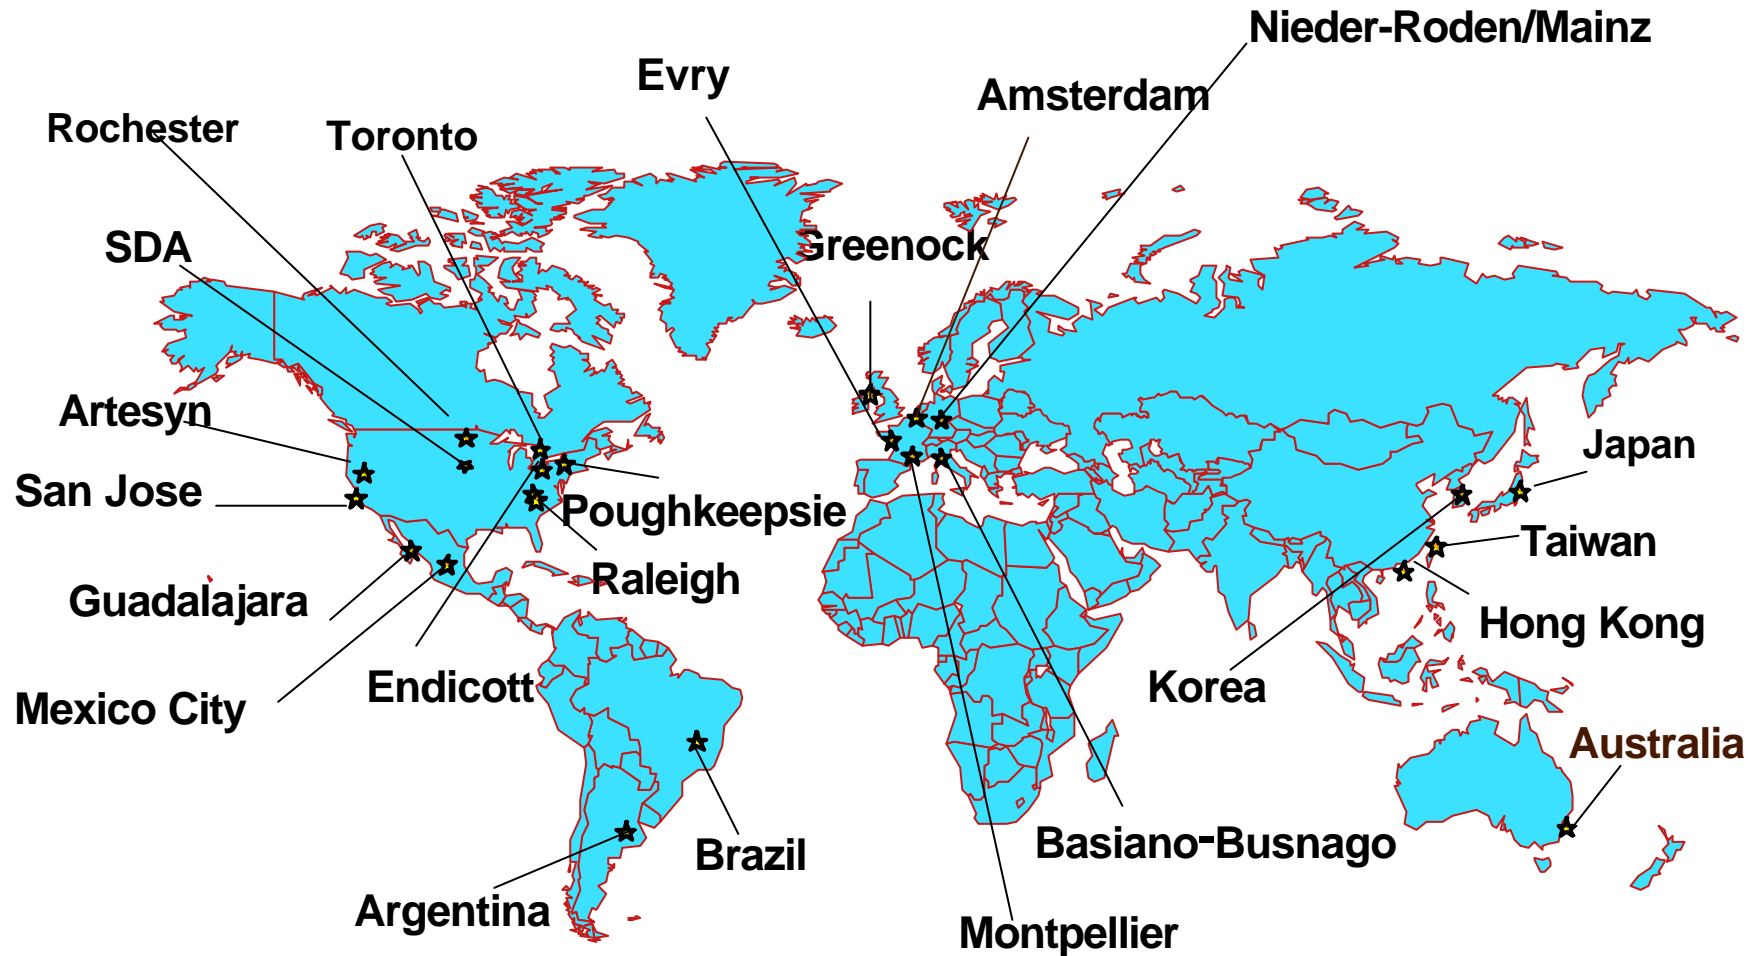 Nieder-Roden/Mainz
Evry
Amsterdam
Rochester
Toronto
SDA
Greenock
Artesyn
Japan
San Jose
Poughkeepsie
Taiwan
Guadalajara
Raleigh
Hong Kong
Mexico City
Endicott
Korea
Australia
Brazil
Basiano-Busnago
Argentina
Montpellier